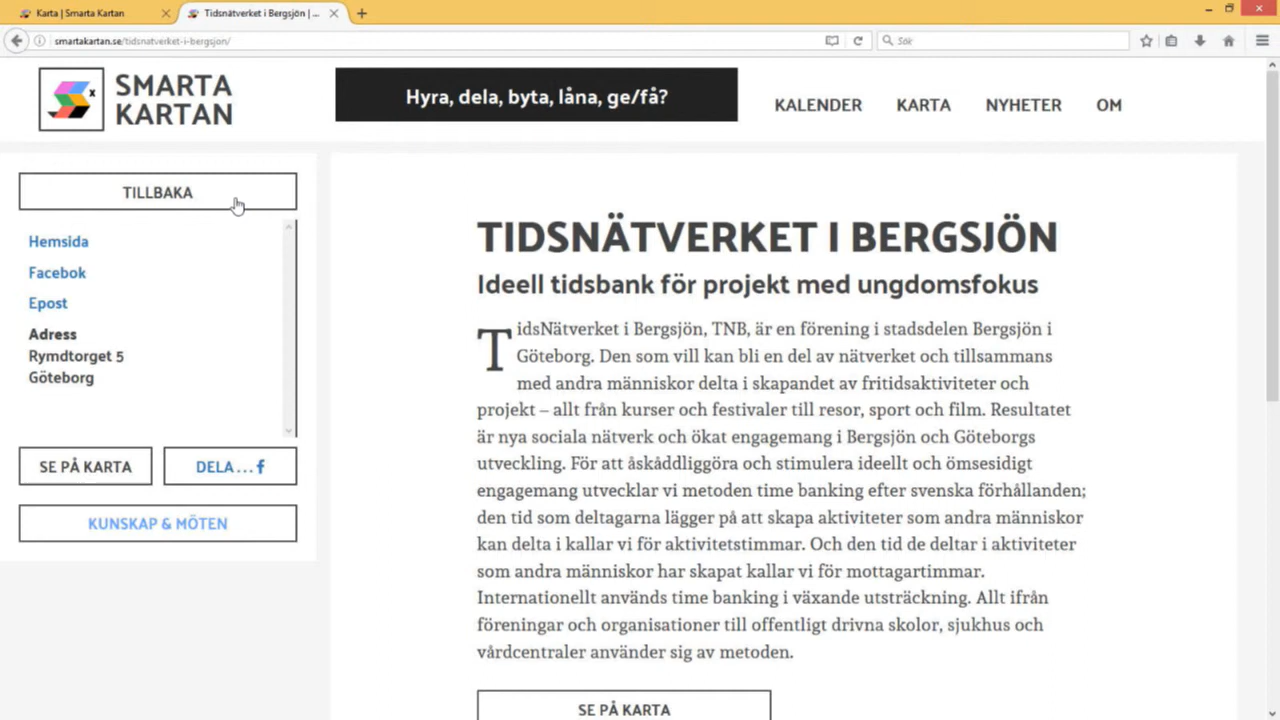 Karta | Smarta Kartan
Tidsnätverket i Bergsjön | ...
smartakartan.se/tidsnatverket-i-bergsjon/
Sök
SMARTA
KARTAN
x
Hyra, dela, byta, låna, ge/få?
KALENDER
KARTA
NYHETER
OM
TILLBAKA
Hemsida
Facebok
Epost
Adress
Rymdtorget 5
Göteborg
SE PÅ KARTA
DELA . . . f
KUNSKAP & MÖTEN
TIDSNÄTVERKET I BERGSJÖN
Ideell tidsbank för projekt med ungdomsfokus
TidsNätverket i Bergsjön, TNB, är en förening i stadsdelen Bergsjön i
Göteborg. Den som vill kan bli en del av nätverket och tillsammans
med andra människor delta i skapandet av fritidsaktiviteter och
projekt – allt från kurser och festivaler till resor, sport och film. Resultatet
är nya sociala nätverk och ökat engagemang i Bergsjön och Göteborgs
utveckling. För att åskåddliggöra och stimulera ideellt och ömsesidigt
engagemang utvecklar vi metoden time banking efter svenska förhållanden;
den tid som deltagarna lägger på att skapa aktiviteter som andra människor
kan delta i kallar vi för aktivitetstimmar. Och den tid de deltar i aktiviteter
som andra människor har skapat kallar vi för mottagartimmar.
Internationellt används time banking i växande utsträckning. Allt ifrån
föreningar och organisationer till offentligt drivna skolor, sjukhus och
vårdcentraler använder sig av metoden.
SE PÅ KARTA